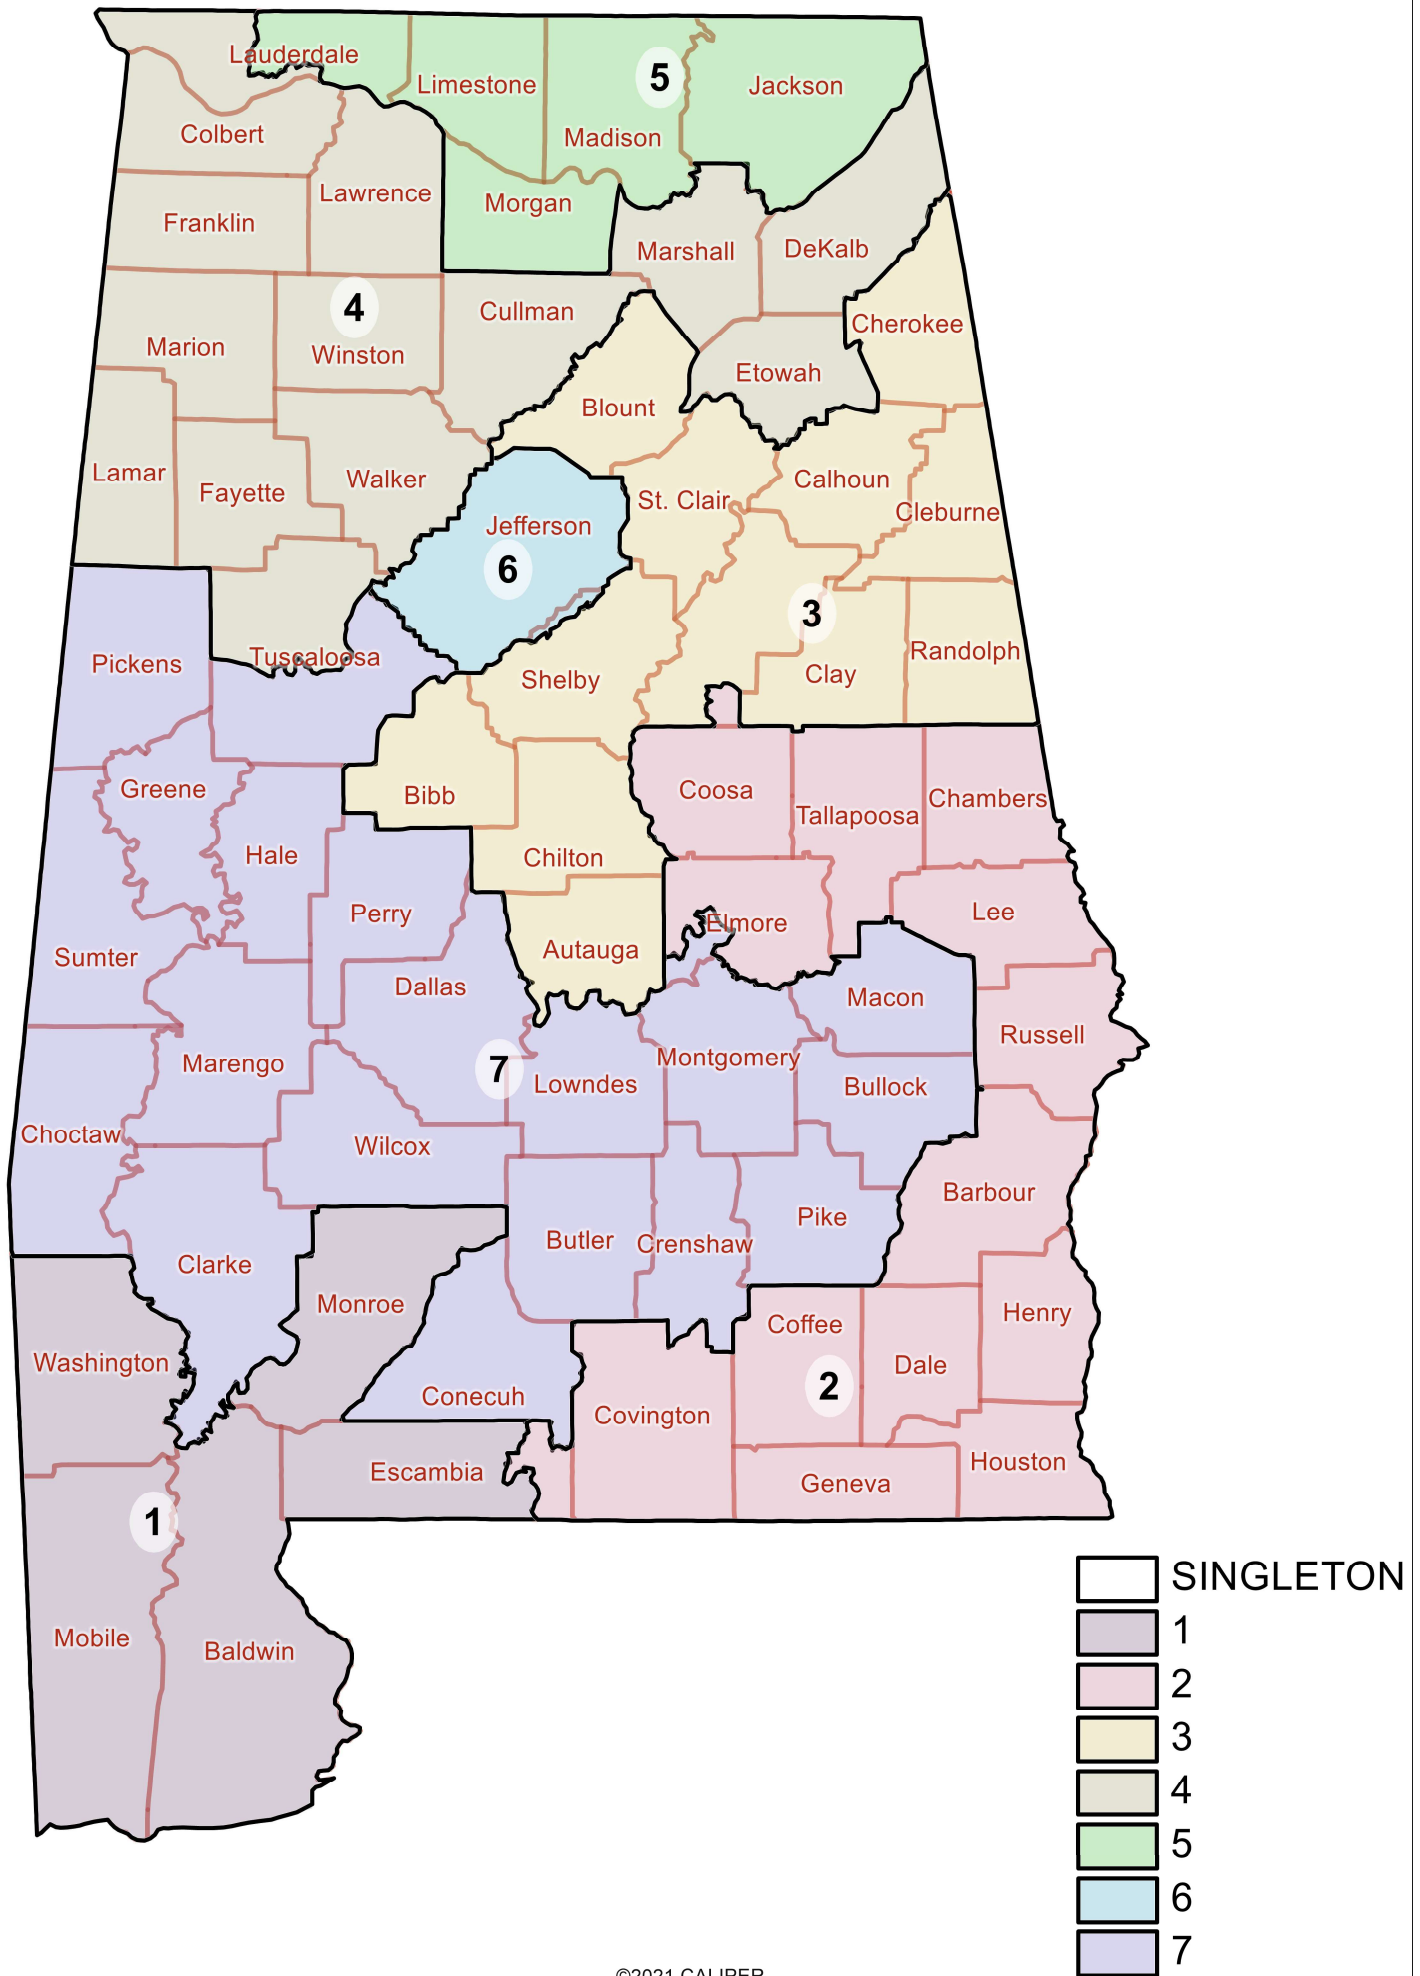 Lauderdale
Limestone
5
Jackson
Colbert
Madison
Lawrence
Franklin
Morgan
Marshall
DeKalb
4
Cullman
Cherokee
Marion
Winston
Etowah
Blount
Lamar
Fayette
Walker
St. Clair
Calhoun
Cleburne
Jefferson
6
3
Pickens
Tuscaloosa
Shelby
Clay
Randolph
Greene
Bibb
Coosa
Tallapoosa
Chambers
Hale
Chilton
Perry
Elmore
Lee
Sumter
Autauga
Dallas
Macon
Marengo
7
Lowndes
Montgomery
Russell
Bullock
Choctaw
Wilcox
Barbour
Clarke
Butler
Crenshaw
Pike
Monroe
Coffee
Henry
Washington
Conecuh
Covington
2
Dale
Escambia
Geneva
Houston
1
Mobile
Baldwin
SINGLETON
1
2
3
4
5
6
7
©2021 CALIPER